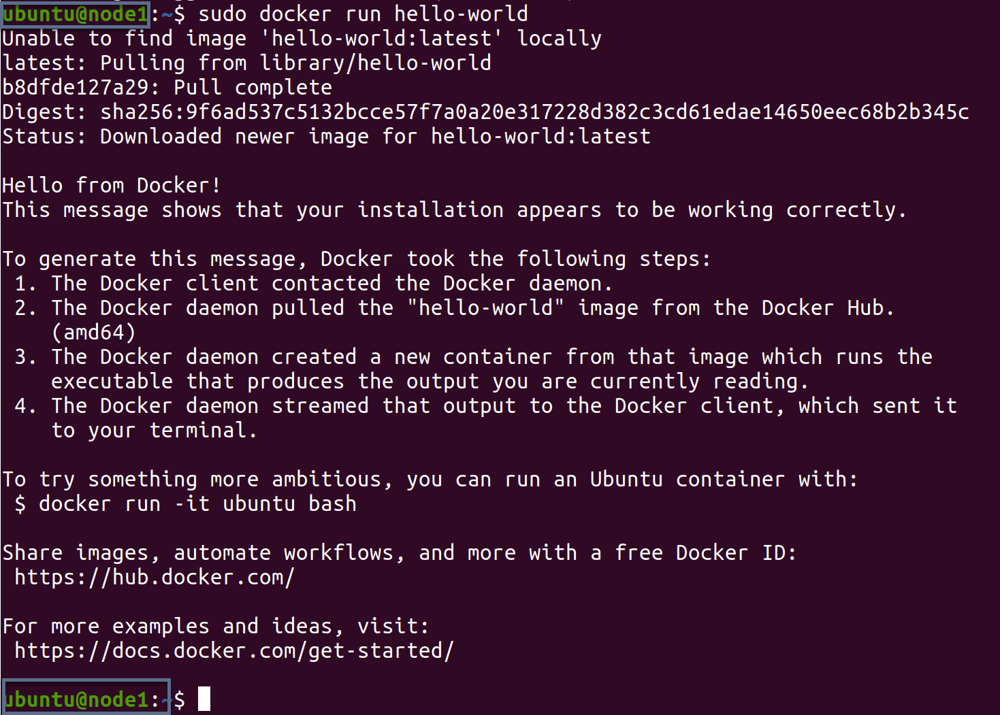 ubuntu@node1:~$ sudo docker run hello-world
Unable to find image 'hello-world:latest' locally
latest: Pulling from library/hello-world
b8dfde127a29: Pull complete
Digest: sha256:9f6ad537c5132bcce57f7a0a20e317228d382c3cd61edae14650eec68b2b345c
Status: Downloaded newer image for hello-world:latest

Hello from Docker!
This message shows that your installation appears to be working correctly.

To generate this message, Docker took the following steps:
 1. The Docker client contacted the Docker daemon.
 2. The Docker daemon pulled the "hello-world" image from the Docker Hub.
    (amd64)
 3. The Docker daemon created a new container from that image which runs the
    executable that produces the output you are currently reading.
 4. The Docker daemon streamed that output to the Docker client, which sent it
    to your terminal.

To try something more ambitious, you can run an Ubuntu container with:
 $ docker run -it ubuntu bash

Share images, automate workflows, and more with a free Docker ID:
 https://hub.docker.com/

For more examples and ideas, visit:
 https://docs.docker.com/get-started/

ubuntu@node1:~$